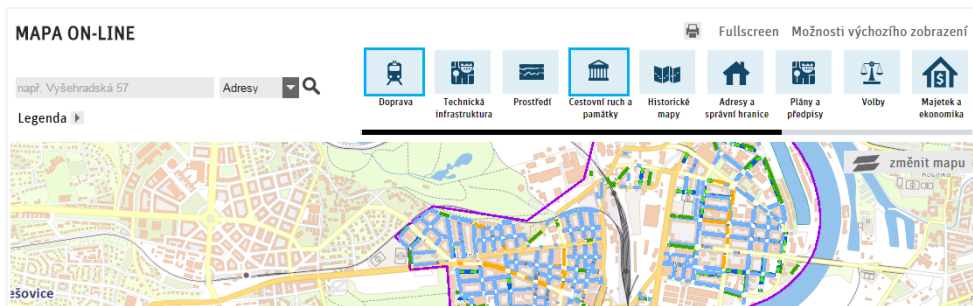 MAPA ON-LINE
Fullscreen Možnosti výchozího zobrazení
např. Vyšehradská 57
Adresy
Legenda
Doprava
Technická
infrastruktura
Prostředí
Cestovní ruch a
památky
Historické
mapy
Adresy a
správní hranice
Plány a
předpisy
Volby
Majetek a
ekonomika
změnit mapu
ešovice